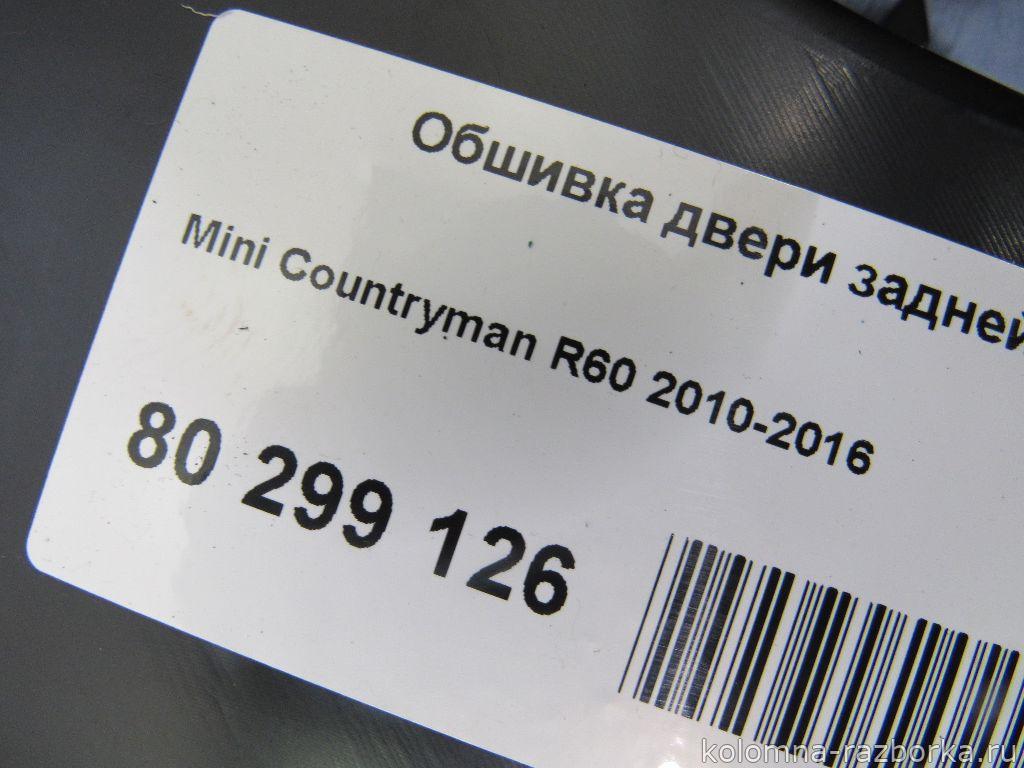 Обшивка двери задней
Mini Countryman R60 2010-2016
80 299 126
kolomna-razborka.ru